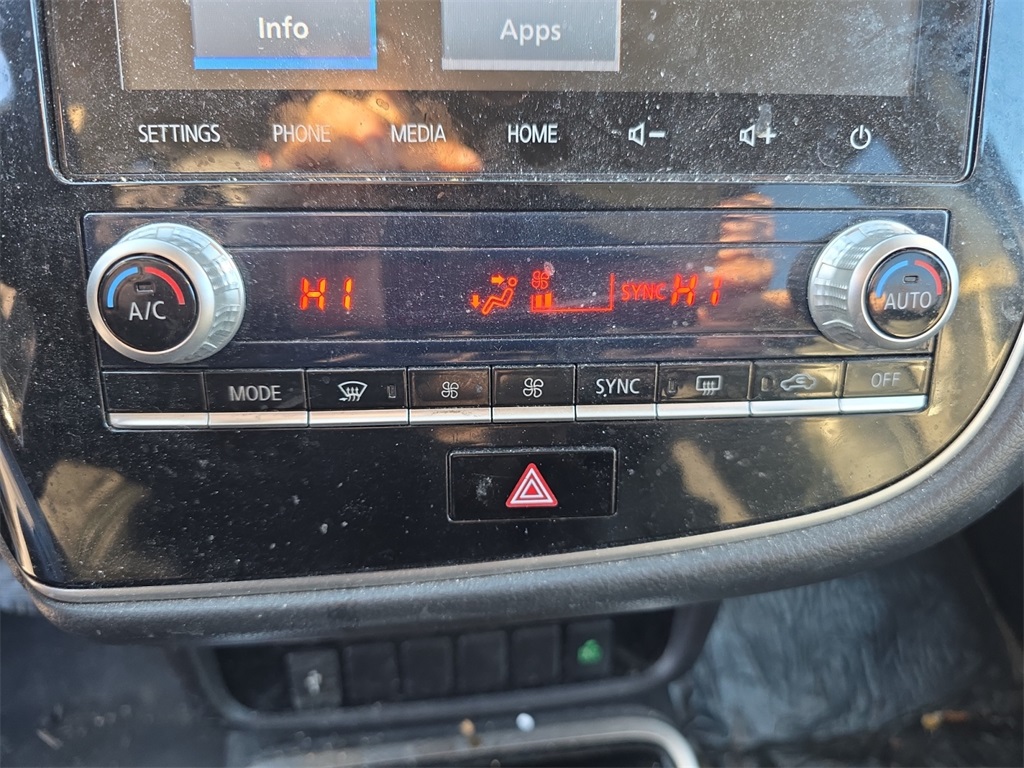 Info Apps
SETTINGS PHONE MEDIA HOME
HI SYNC HI
A/C AUTO
MODE SYNC OFF